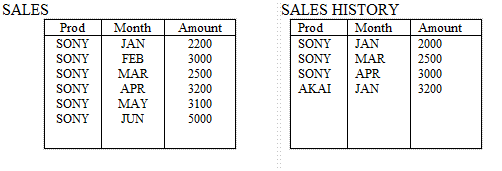 SALES
Prod Month Amount
SONY JAN 2200
SONY FEB 3000
SONY MAR 2500
SONY APR 3200
SONY MAY 3100
SONY JUN 5000
SALES HISTORY
Prod Month Amount
SONY JAN 2000
SONY MAR 2500
SONY APR 3000
AKAI JAN 3200